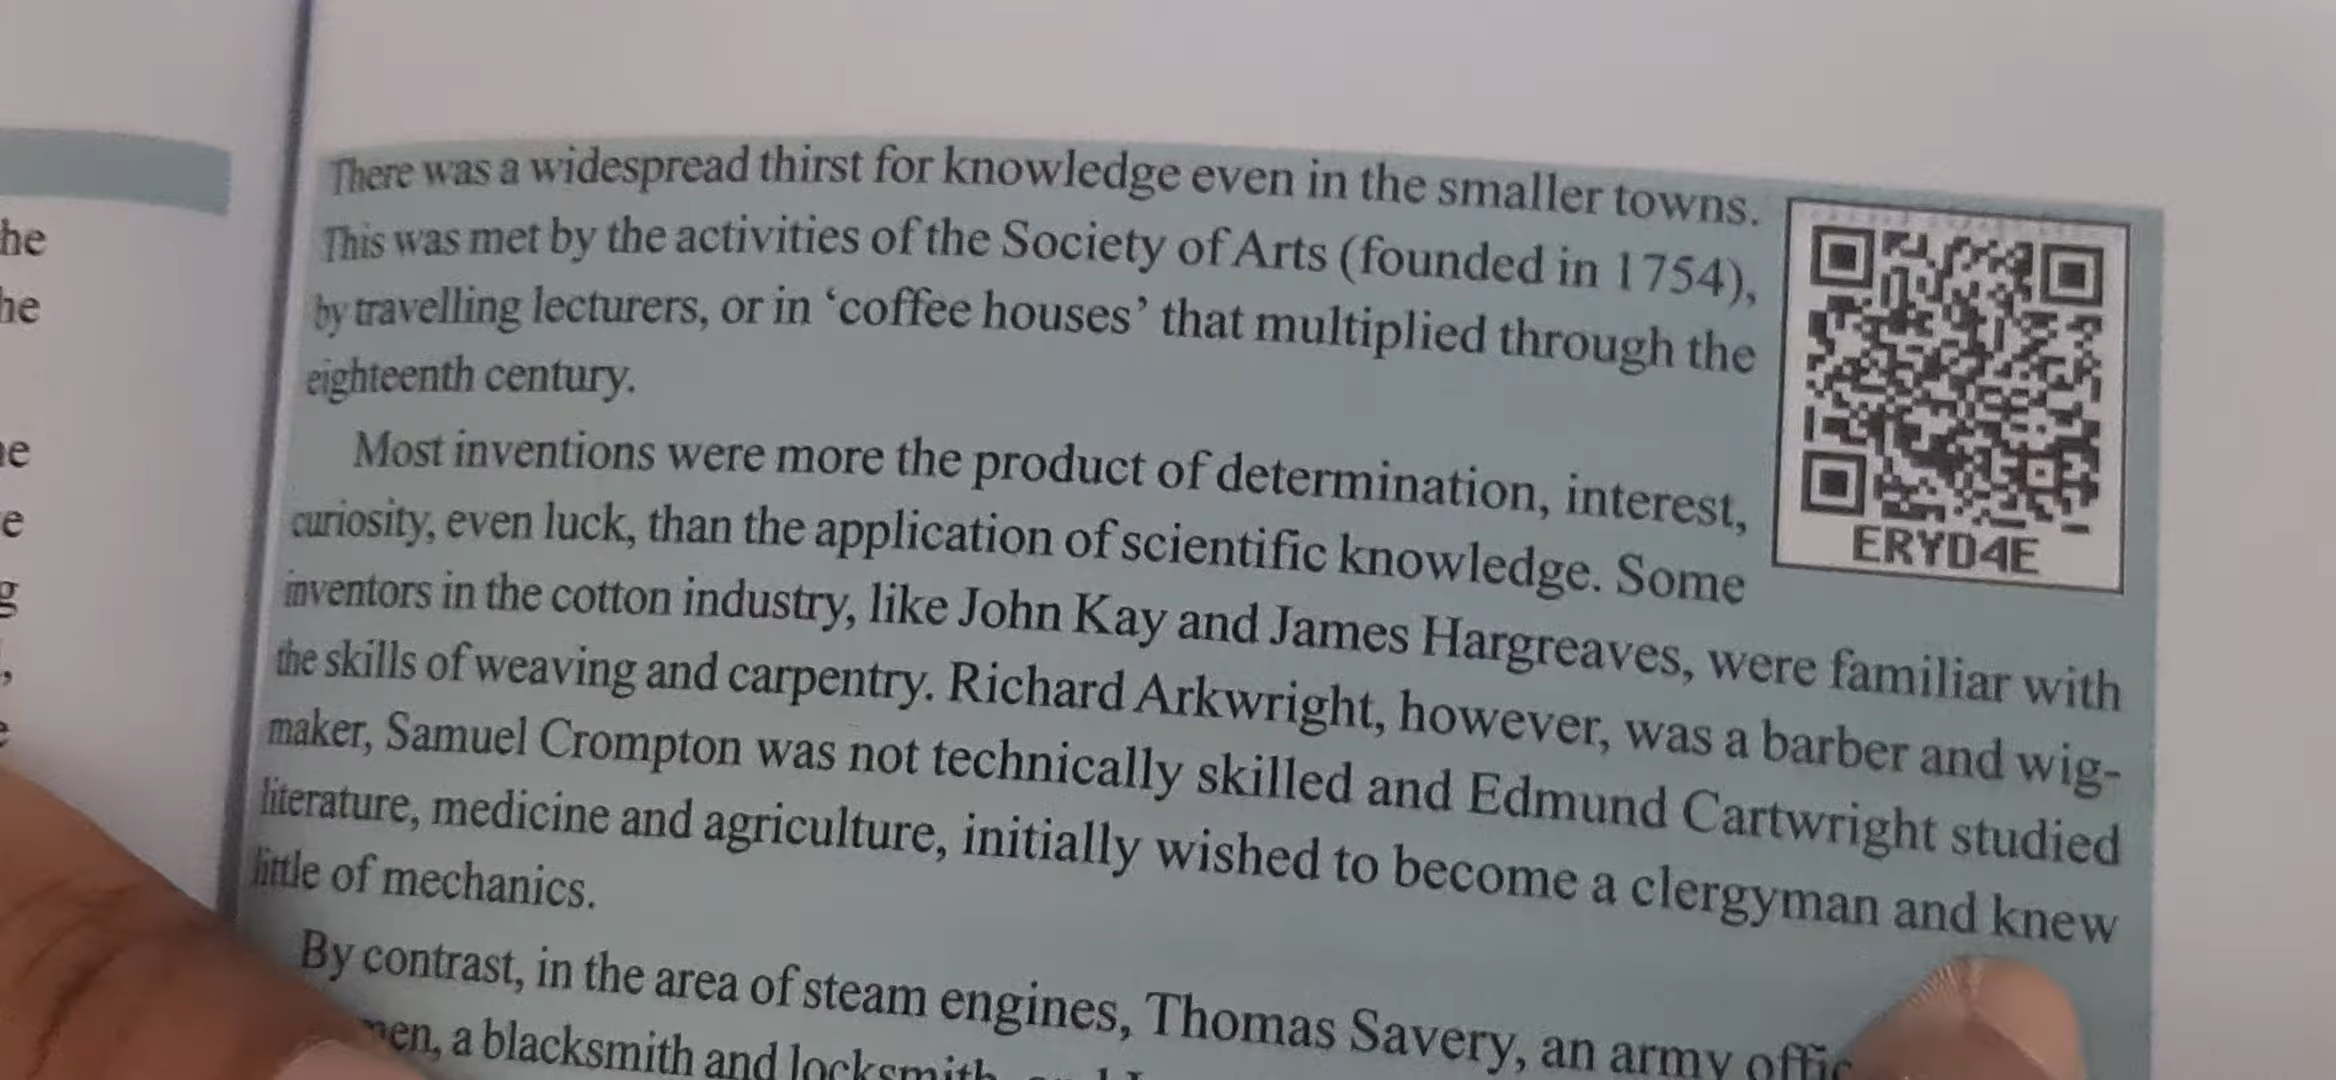 There was a widespread thirst for knowledge even in the smaller towns.
This was met by the activities of the Society of Arts (founded in 1754),
by travelling lecturers, or in ‘coffee houses’ that multiplied through the
eighteenth century.
Most inventions were more the product of determination, interest,
curiosity, even luck, than the application of scientific knowledge. Some
inventors in the cotton industry, like John Kay and James Hargreaves, were familiar with
the skills of weaving and carpentry. Richard Arkwright, however, was a barber and wig-
maker, Samuel Crompton was not technically skilled and Edmund Cartwright studied
literature, medicine and agriculture, initially wished to become a clergyman and knew
little of mechanics.
By contrast, in the area of steam engines, Thomas Savery, an army
a blacksmith and locksmith,
ERYD4E